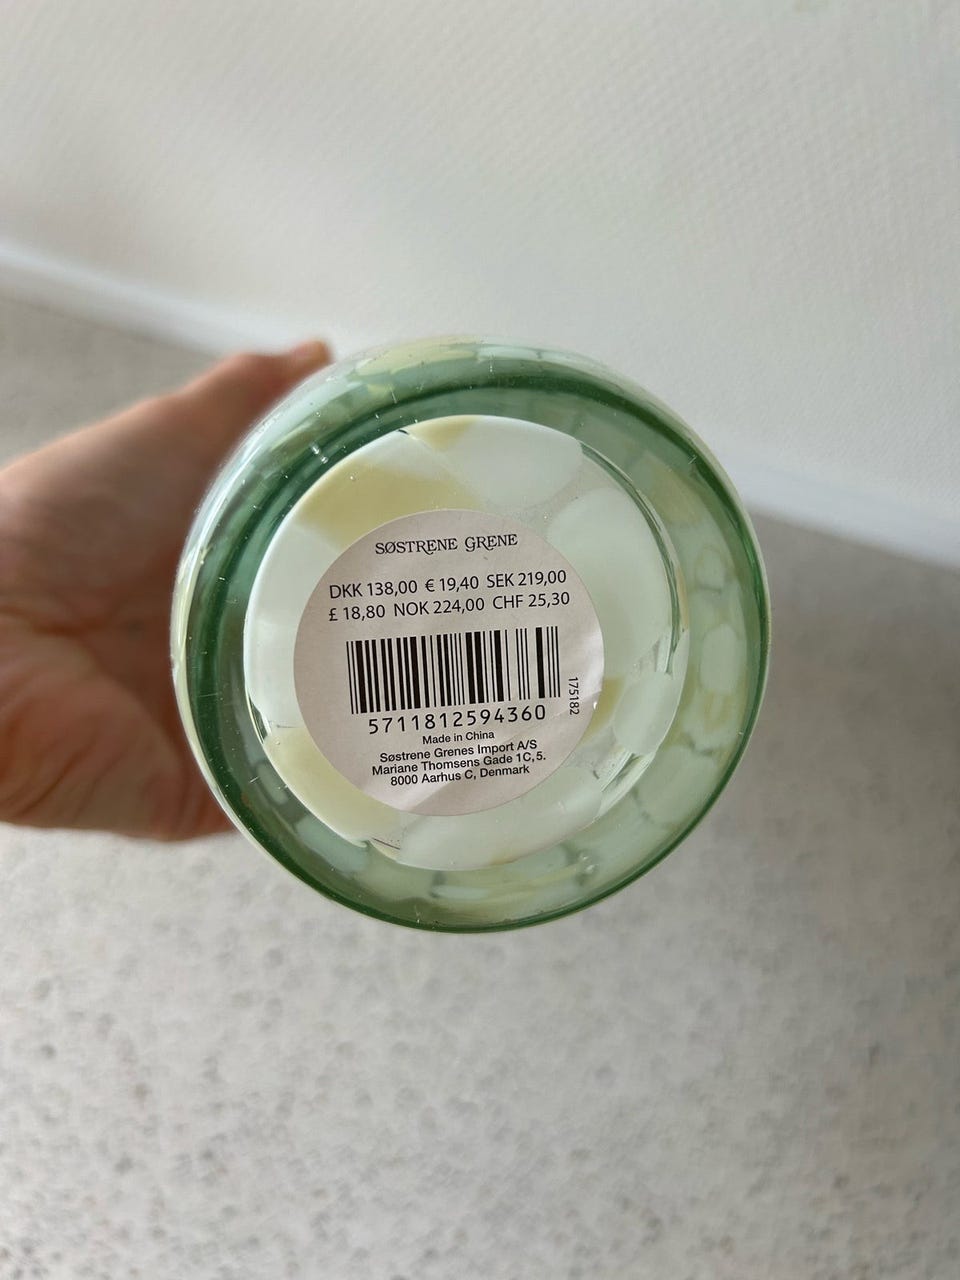 SØSTRENE GRENE
DKK 138,00 € 19,40 SEK 219,00
£ 18,80 NOK 224,00 CHF 25,30
5711812594360
175182
Made in China
Søstrene Grenes Import A/S
Mariane Thomsens Gade 1C,5.
8000 Aarhus C, Denmark